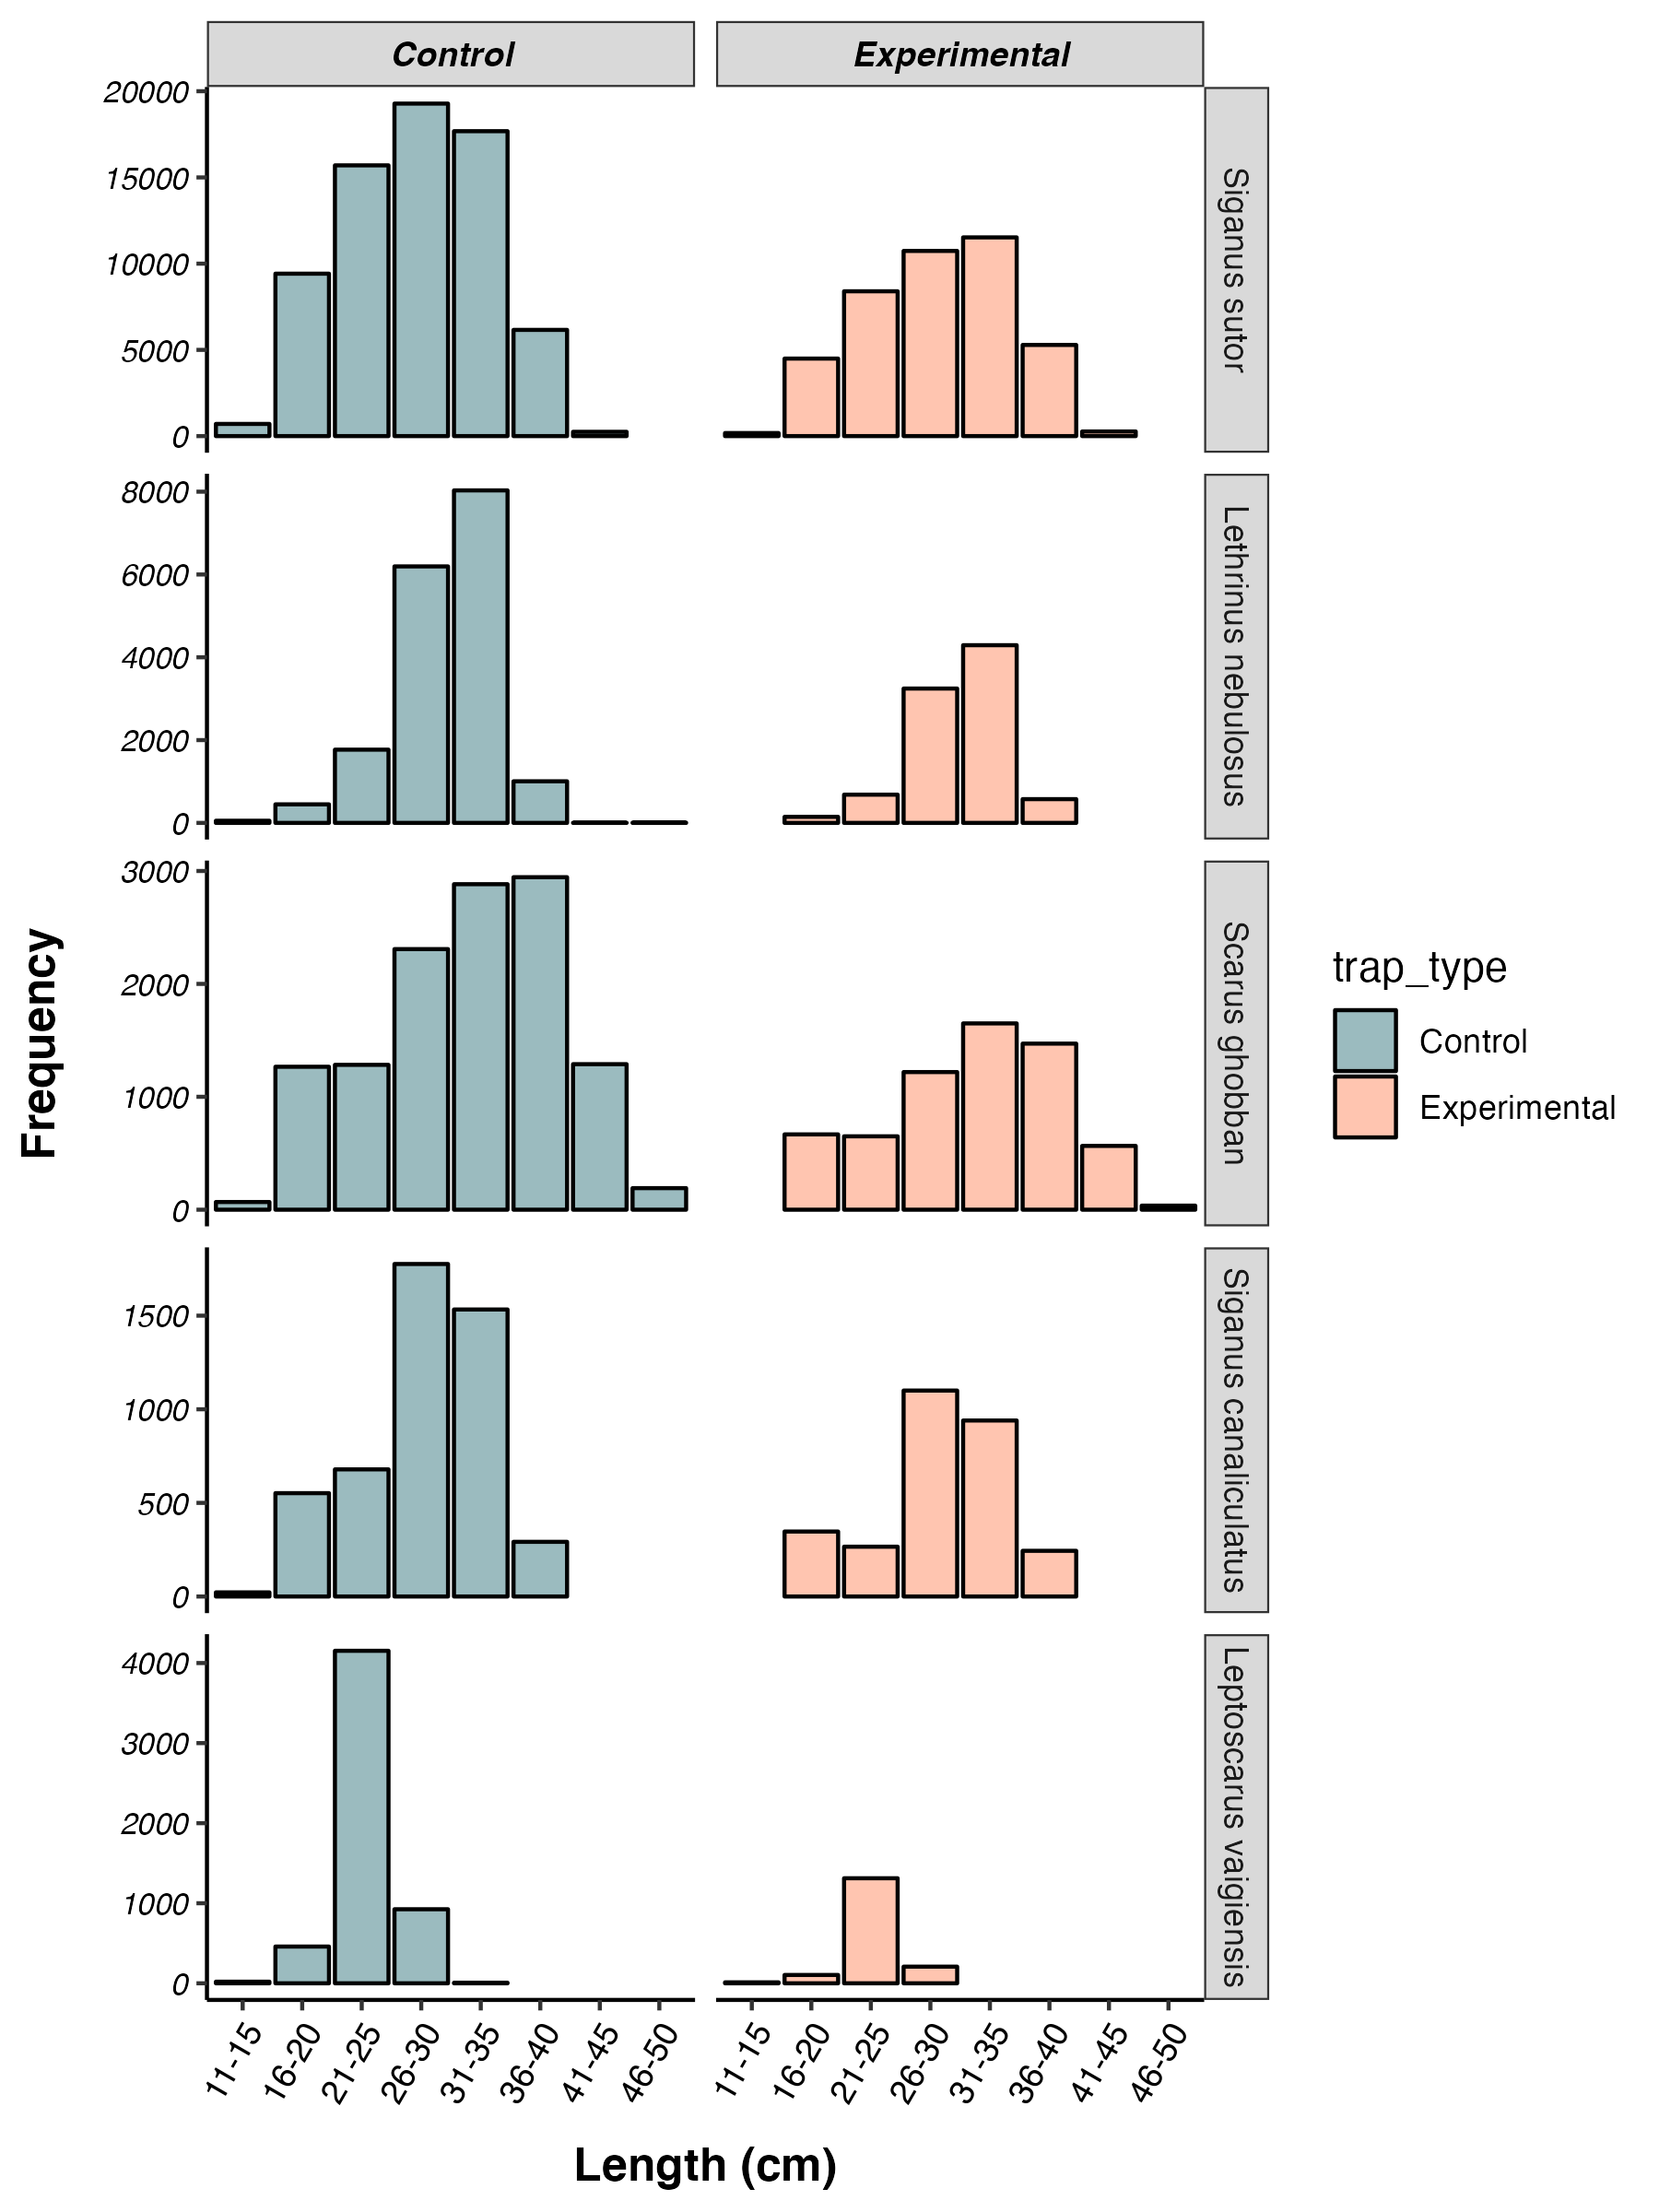 Control
Experimental
20000
15000
10000
5000
0
Siganus sutor
8000
6000
4000
2000
0
Lethrinus nebulosus
3000
2000
1000
0
Scarus ghobban
1500
1000
500
0
Siganus canaliculatus
4000
3000
2000
1000
0
Leptoscarus vaigiensis
11-15 16-20 21-25 26-30 31-35 36-40 41-45 46-50
11-15 16-20 21-25 26-30 31-35 36-40 41-45 46-50
Length (cm)
Frequency
trap_type
Control
Experimental